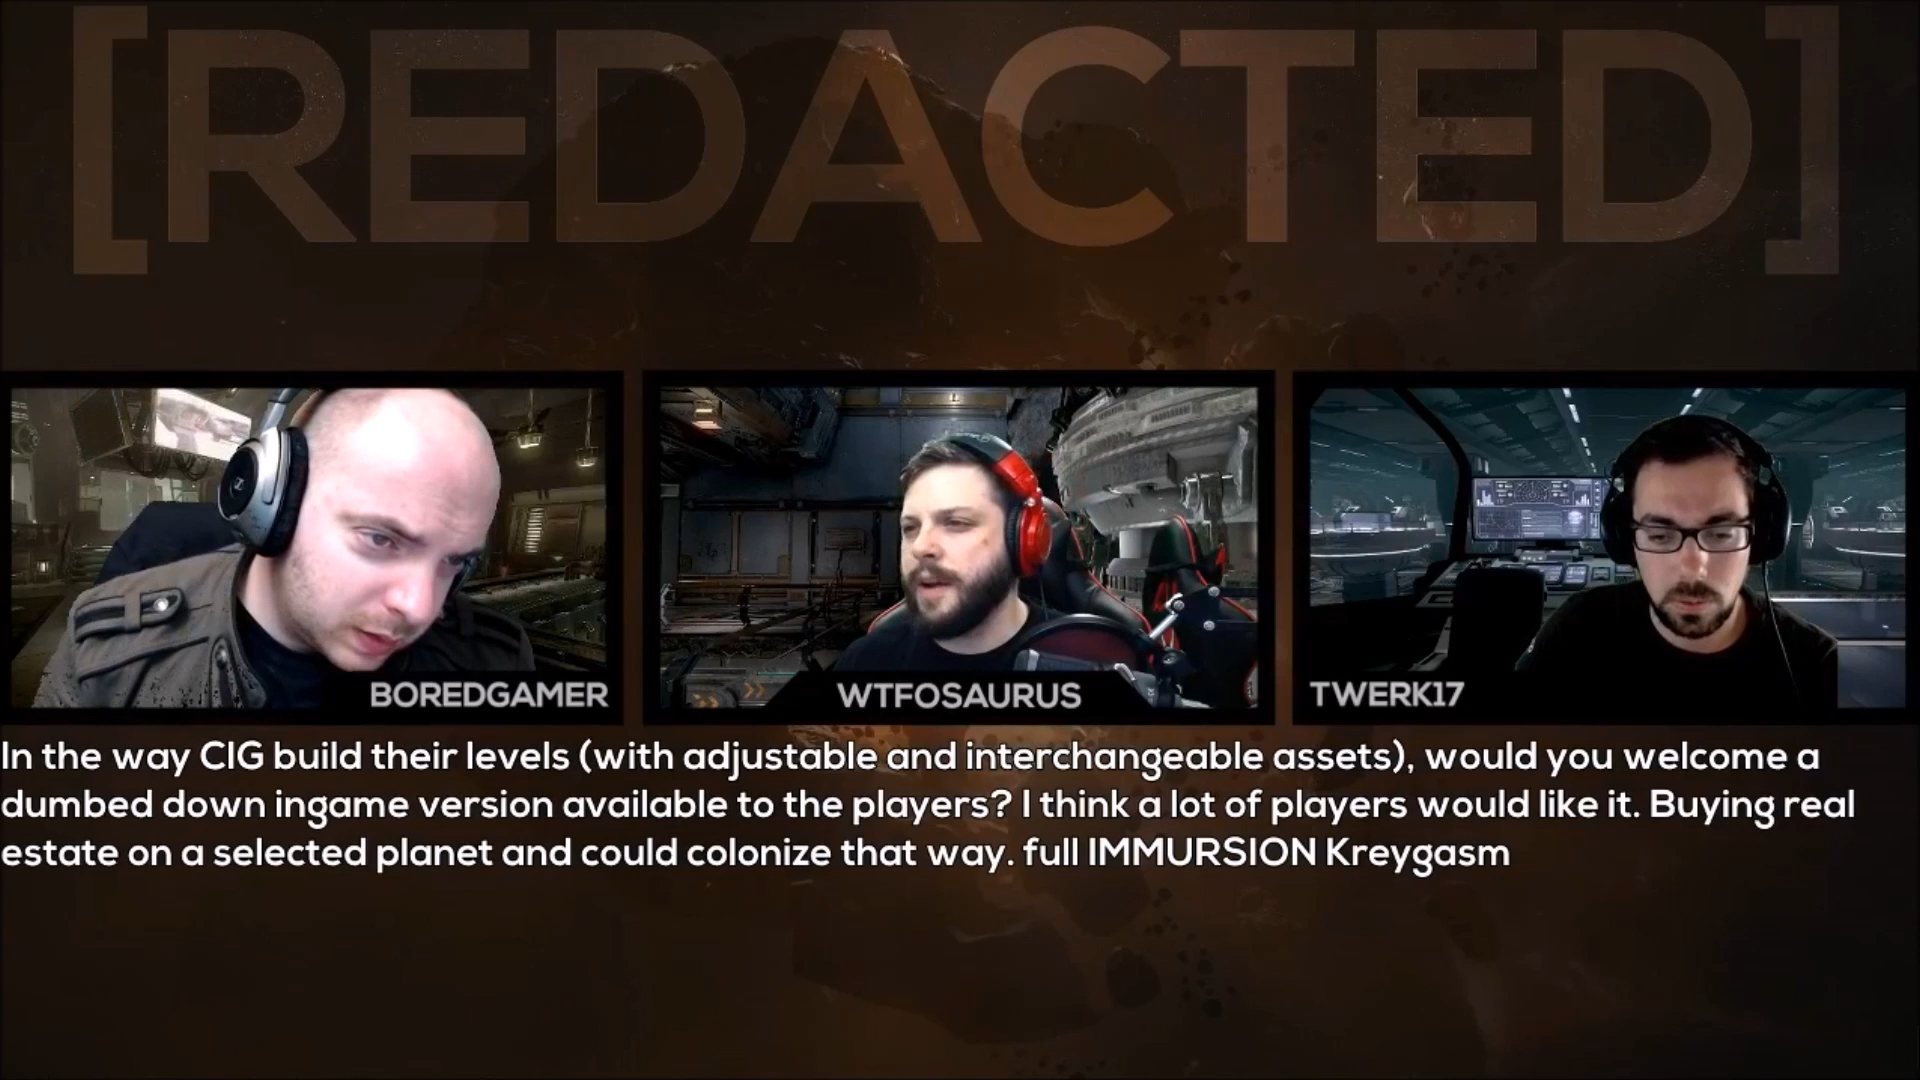 [REDACTED]
BOREDGAMER
WTFOSAURUS
TWERK17
In the way CIG build their levels (with adjustable and interchangeable assets), would you welcome a
dumbed down ingame version available to the players? I think a lot of players would like it. Buying real
estate on a selected planet and could colonize that way. full IMMURSION Kreygasm